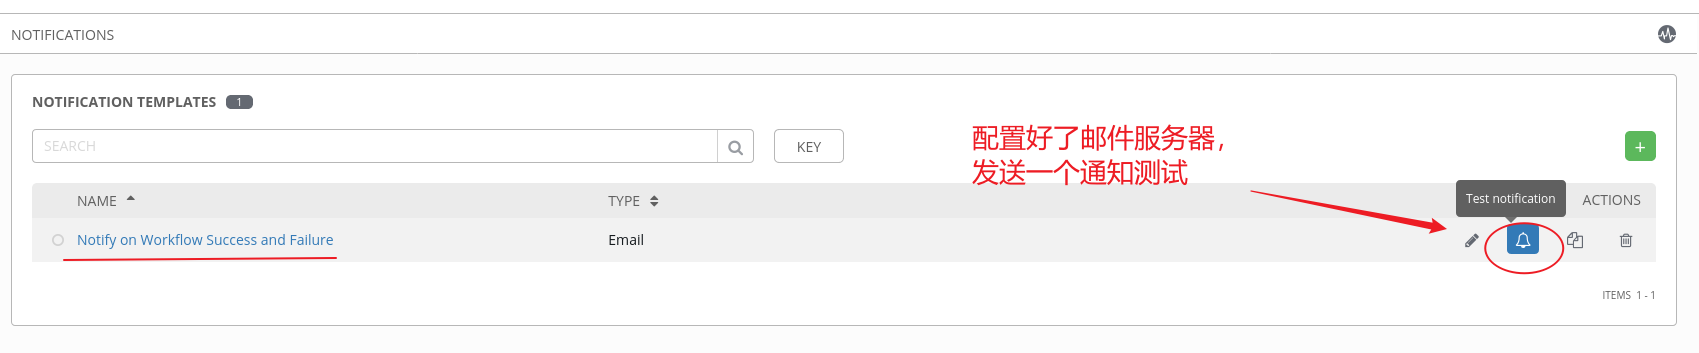 NOTIFICATIONS
NOTIFICATION TEMPLATES 1
SEARCH
KEY
配置好了邮件服务器，
发送一个通知测试
+
Test notification
NAME TYPE ACTIONS
Notify on Workflow Success and Failure Email
ITEMS 1 - 1